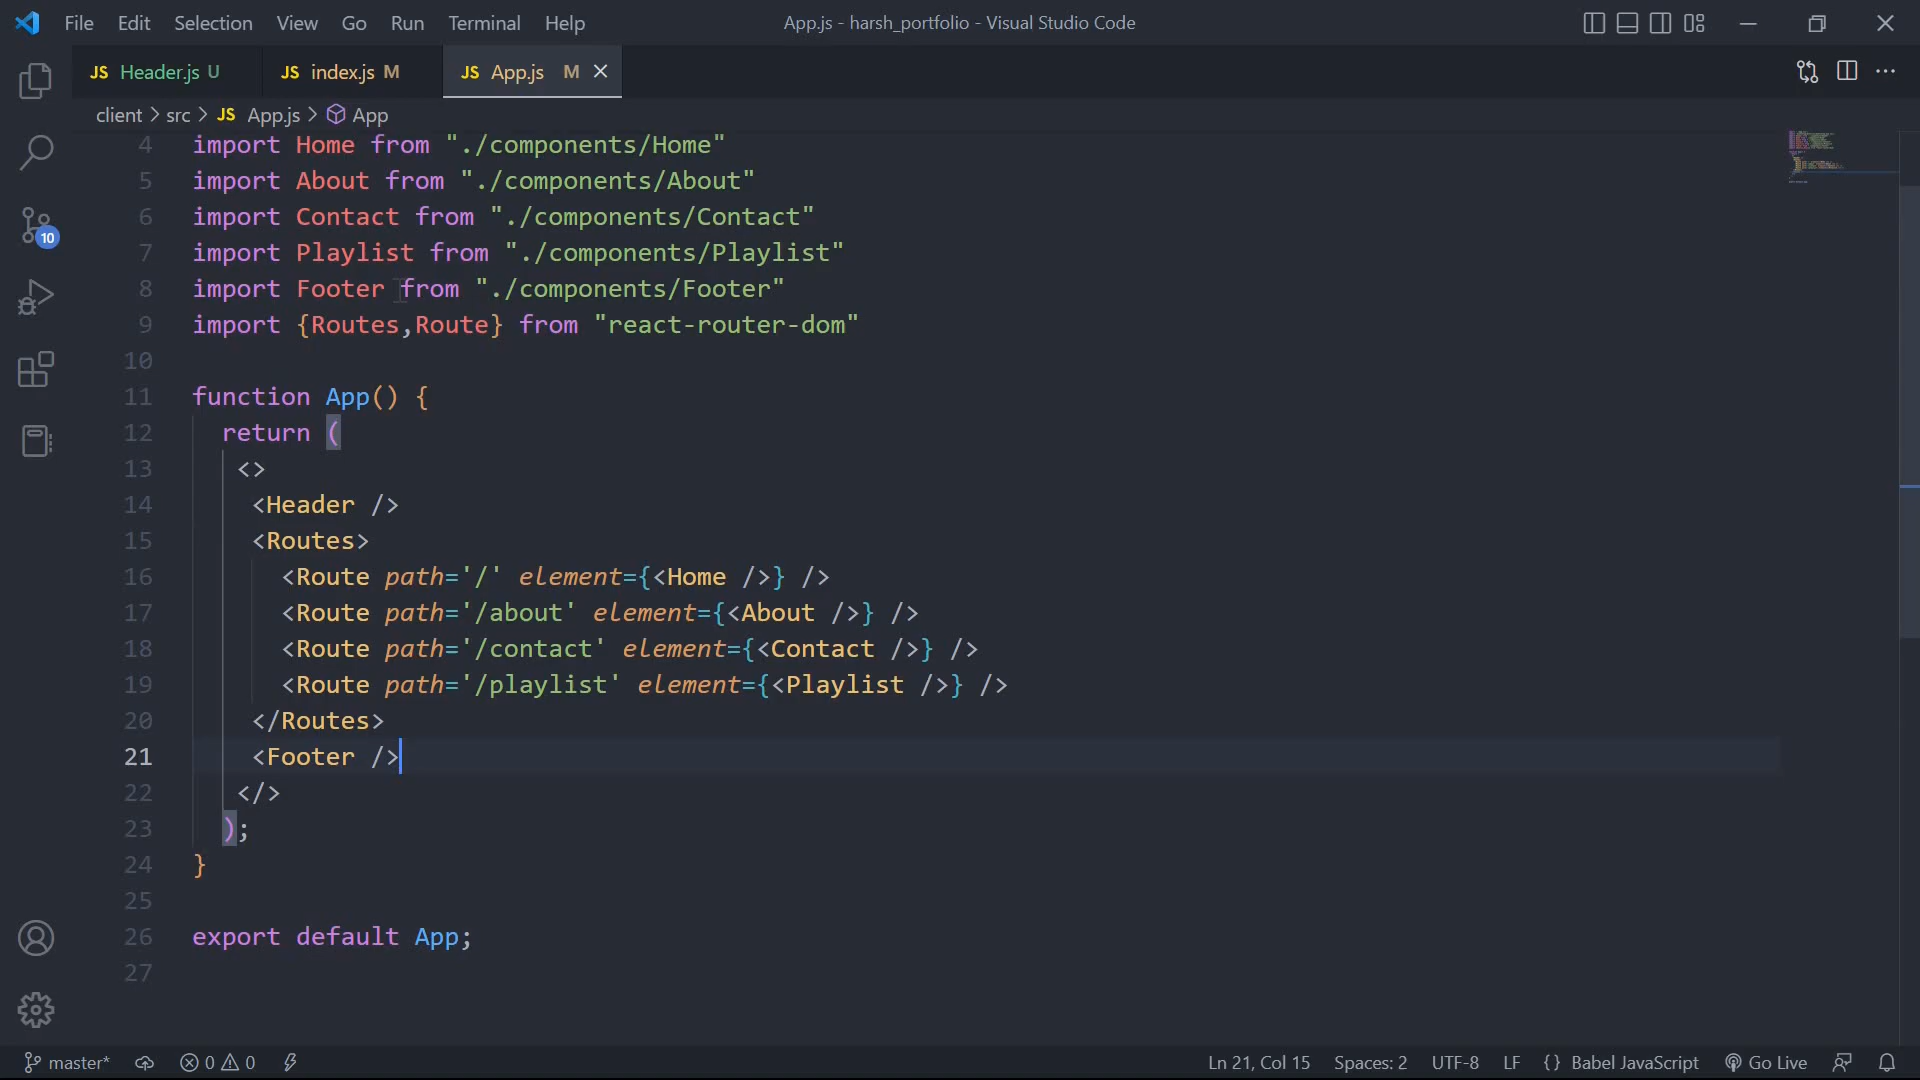 File Edit Selection View Go Run Terminal Help App.js - harsh_portfolio - Visual Studio Code
JS Header.js U JS index.js M JS App.js M
client > src > JS App.js > App
4 import Home from "./components/Home"
5 import About from "./components/About"
6 import Contact from "./components/Contact"
7 import Playlist from "./components/Playlist"
8 import Footer from "./components/Footer"
9 import {Routes,Route} from "react-router-dom"
10
11 function App() {
12 return (
13 <>
14 <Header />
15 <Routes>
16 <Route path='/' element={<Home />} />
17 <Route path='/about' element={<About />} />
18 <Route path='/contact' element={<Contact />} />
19 <Route path='/playlist' element={<Playlist />} />
20 </Routes>
21 <Footer />
22 </>
23 );
24 }
25
26 export default App;
27
10
master* 0 0 Ln 21, Col 15 Spaces: 2 UTF-8 LF {} Babel JavaScript Go Live